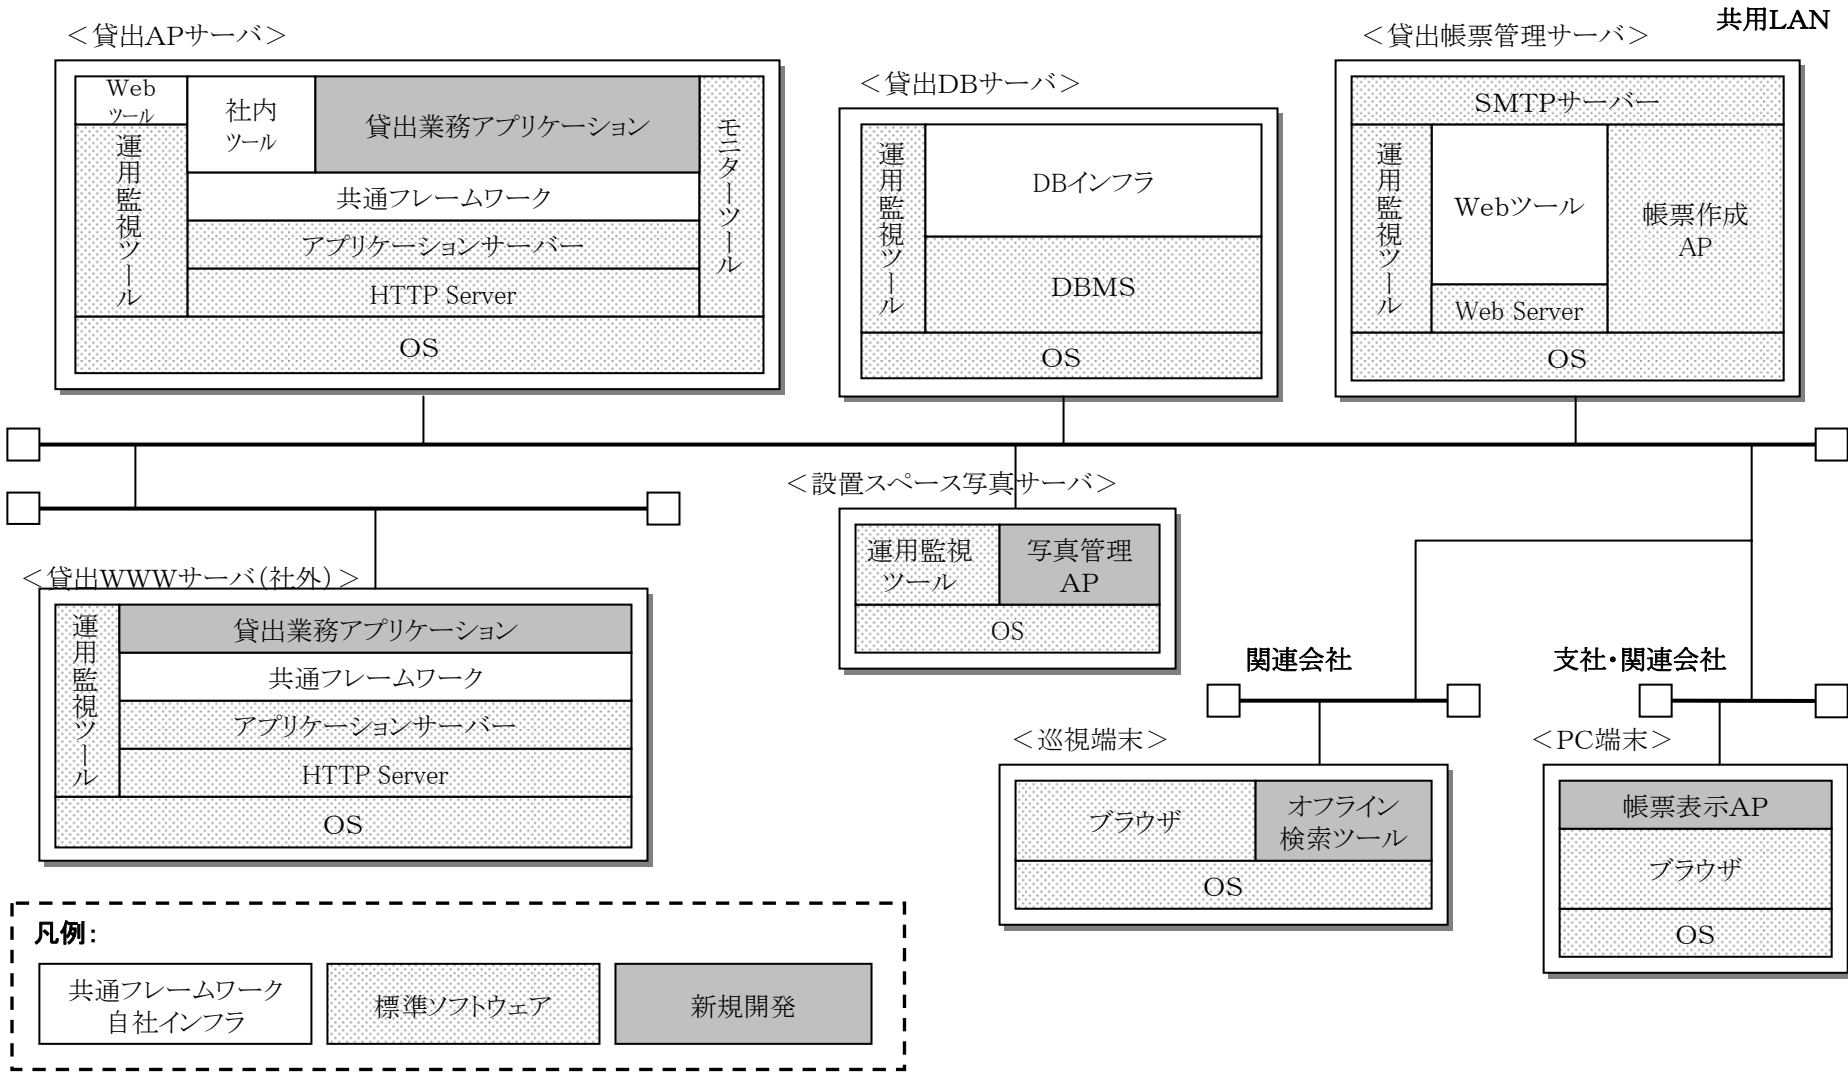 共用LAN
＜貸出APサーバ＞
Web
ツール
社内
ツール
貸出業務アプリケーション
運用監視ツール
モニターツール
共通フレームワーク
アプリケーションサーバー
HTTP Server
OS
＜貸出DBサーバ＞
運用監視ツール
DBインフラ
DBMS
OS
＜貸出帳票管理サーバ＞
SMTPサーバー
運用監視ツール
Webツール
帳票作成
AP
Web Server
OS
＜貸出WWWサーバ（社外）＞
運用監視ツール
貸出業務アプリケーション
共通フレームワーク
アプリケーションサーバー
HTTP Server
OS
＜設置スペース写真サーバ＞
運用監視
ツール
写真管理
AP
OS
関連会社
＜巡視端末＞
ブラウザ
オフライン
検索ツール
OS
支社・関連会社
＜PC端末＞
帳票表示AP
ブラウザ
OS
凡例：
共通フレームワーク
自社インフラ
標準ソフトウェア
新規開発